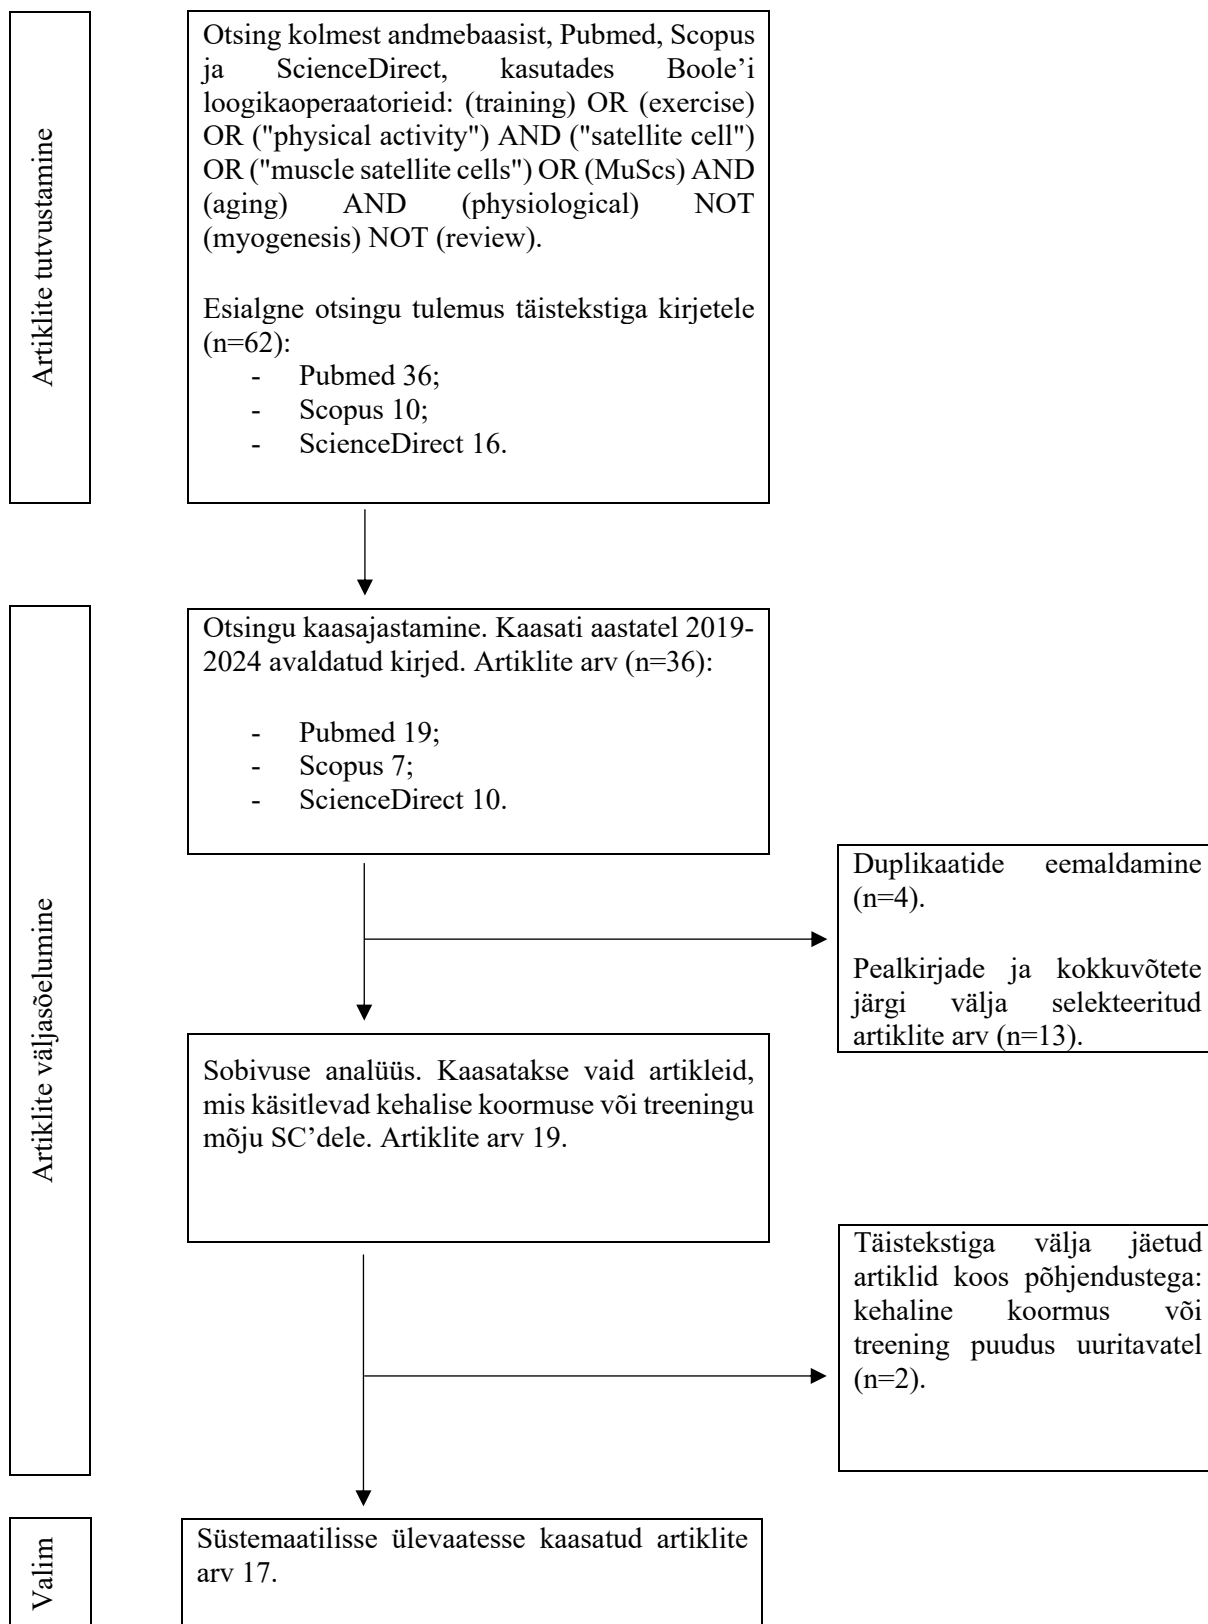 Artiklite tutvustamine
Otsing kolmest andmebaasist, Pubmed, Scopus
ja ScienceDirect, kasutades Boole’i
loogikaoperaatorieid: (training) OR (exercise)
OR ("physical activity") AND ("satellite cell")
OR ("muscle satellite cells") OR (MuScs) AND
(aging) AND (physiological) NOT
(myogenesis) NOT (review).
Esialgne otsingu tulemus täistekstiga kirjetele
(n=62):
- Pubmed 36;
- Scopus 10;
- ScienceDirect 16.
Artiklite väljasõelumine
Otsingu kaasajastamine. Kaasati aastatel 2019-
2024 avaldatud kirjed. Artiklite arv (n=36):
- Pubmed 19;
- Scopus 7;
- ScienceDirect 10.
Duplikaatide eemaldamine
(n=4).
Pealkirjade ja kokkuvõtete
järgi välja selekteeritud
artiklite arv (n=13).
Sobivuse analüüs. Kaasatakse vaid artikleid,
mis käsitlevad kehalise koormuse või treeningu
mõju SC’dele. Artiklite arv 19.
Täistekstiga välja jäetud
artiklid koos põhjendustega:
kehaline koormus või
treening puudus uuritavatel
(n=2).
Valim
Süstemaatilisse ülevaatesse kaasatud artiklite
arv 17.